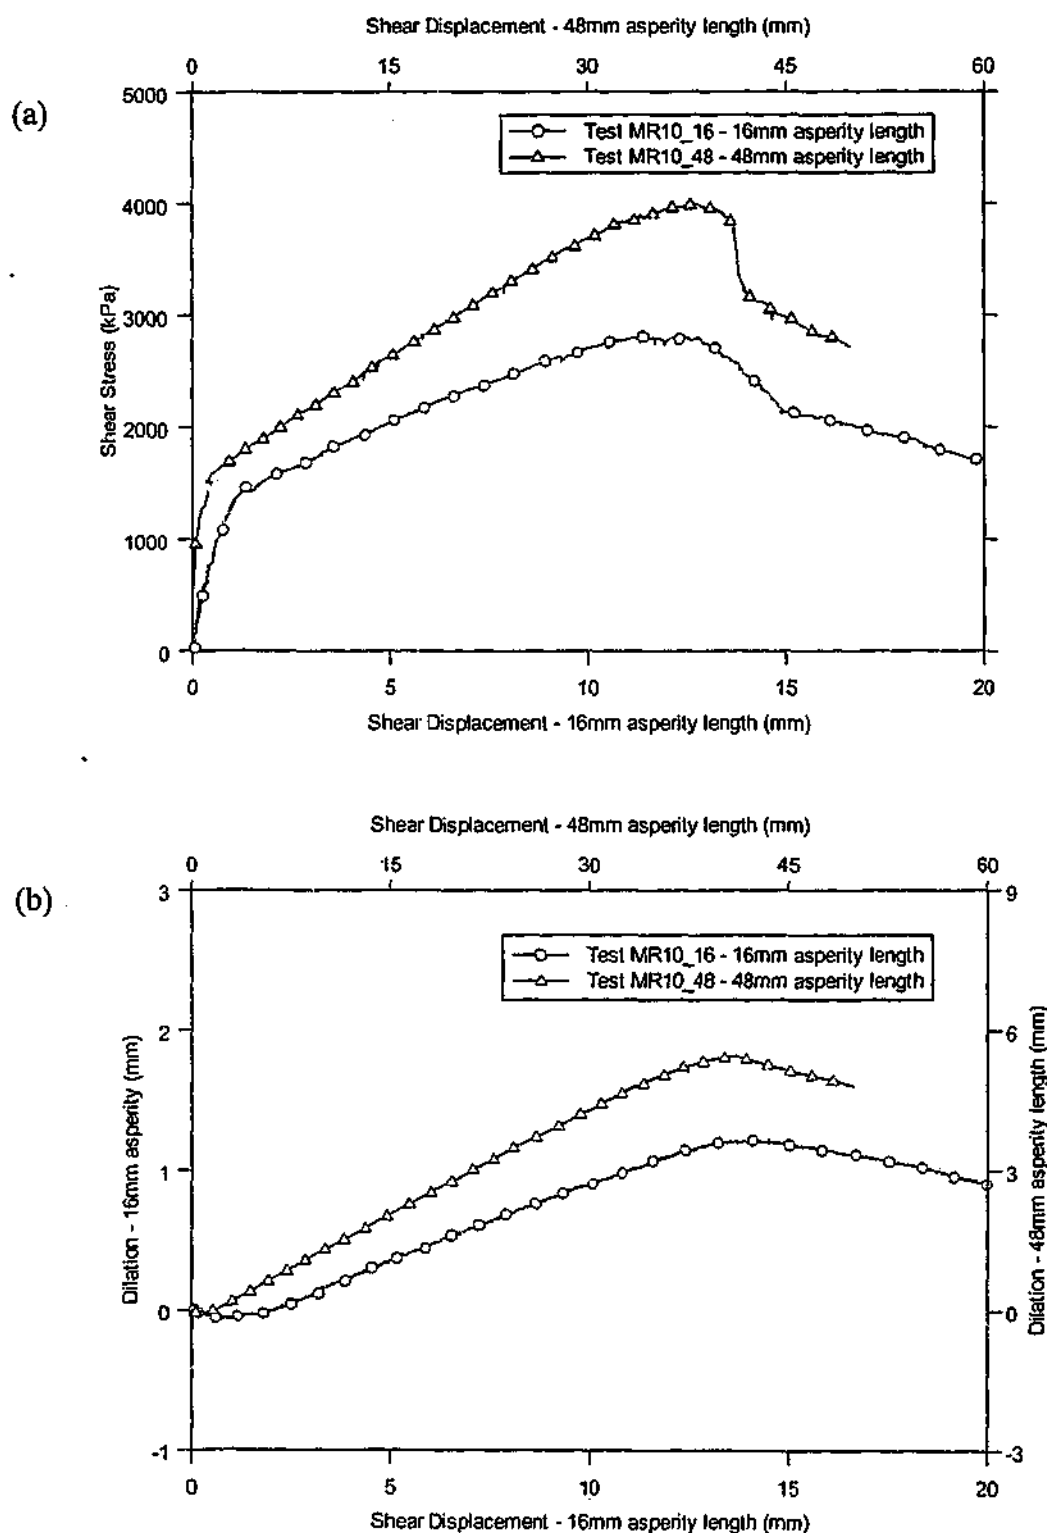 Shear Displacement - 48mm asperity length (mm)
0 15 30 45 60
(a)
5000
Test MR10_16 - 16mm asperity length
Test MR10_48 - 48mm asperity length
4000
3000
Shear Stress (kPa)
2000
1000
0
0 5 10 15 20
Shear Displacement - 16mm asperity length (mm)
Shear Displacement - 48mm asperity length (mm)
0 15 30 45 60
(b)
3 9
Test MR10_16 - 16mm asperity length
Test MR10_48 - 48mm asperity length
2 6
Dilation - 16mm asperity (mm)
Dilation - 48mm asperity length (mm)
1 3
0 0
-1 -3
0 5 10 15 20
Shear Displacement - 16mm asperity length (mm)